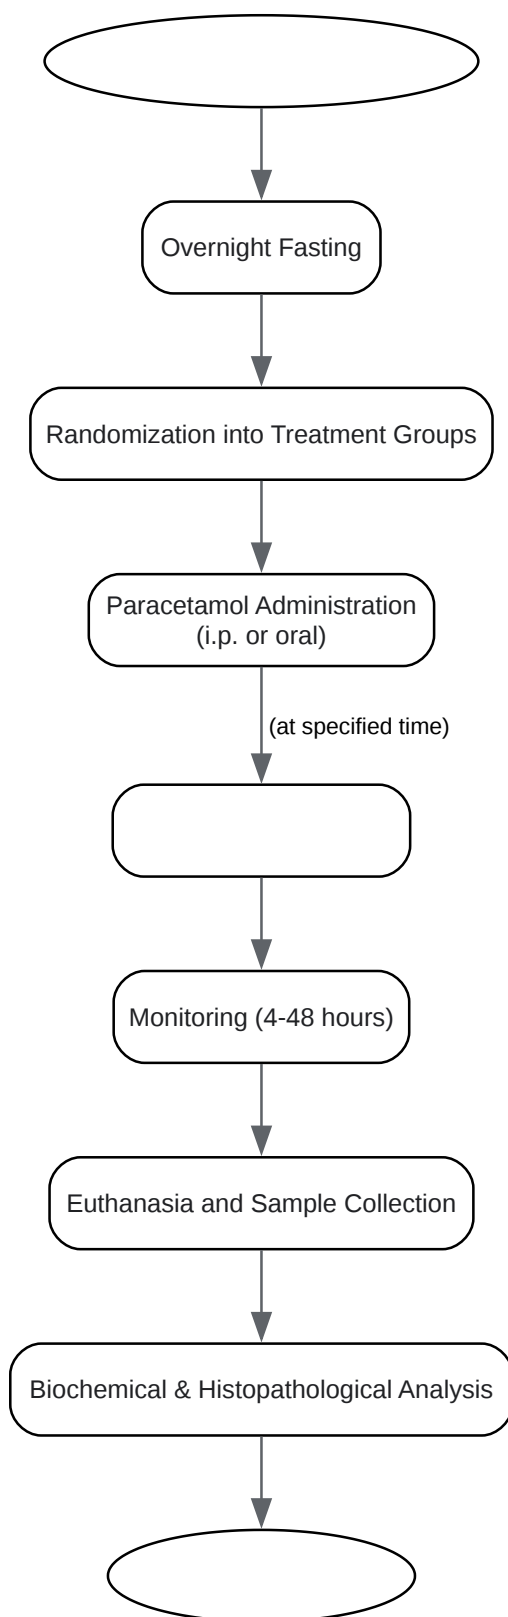 Overnight Fasting
Randomization into Treatment Groups
Paracetamol Administration
(i.p. or oral)
(at specified time)
Monitoring (4-48 hours)
Euthanasia and Sample Collection
Biochemical & Histopathological Analysis